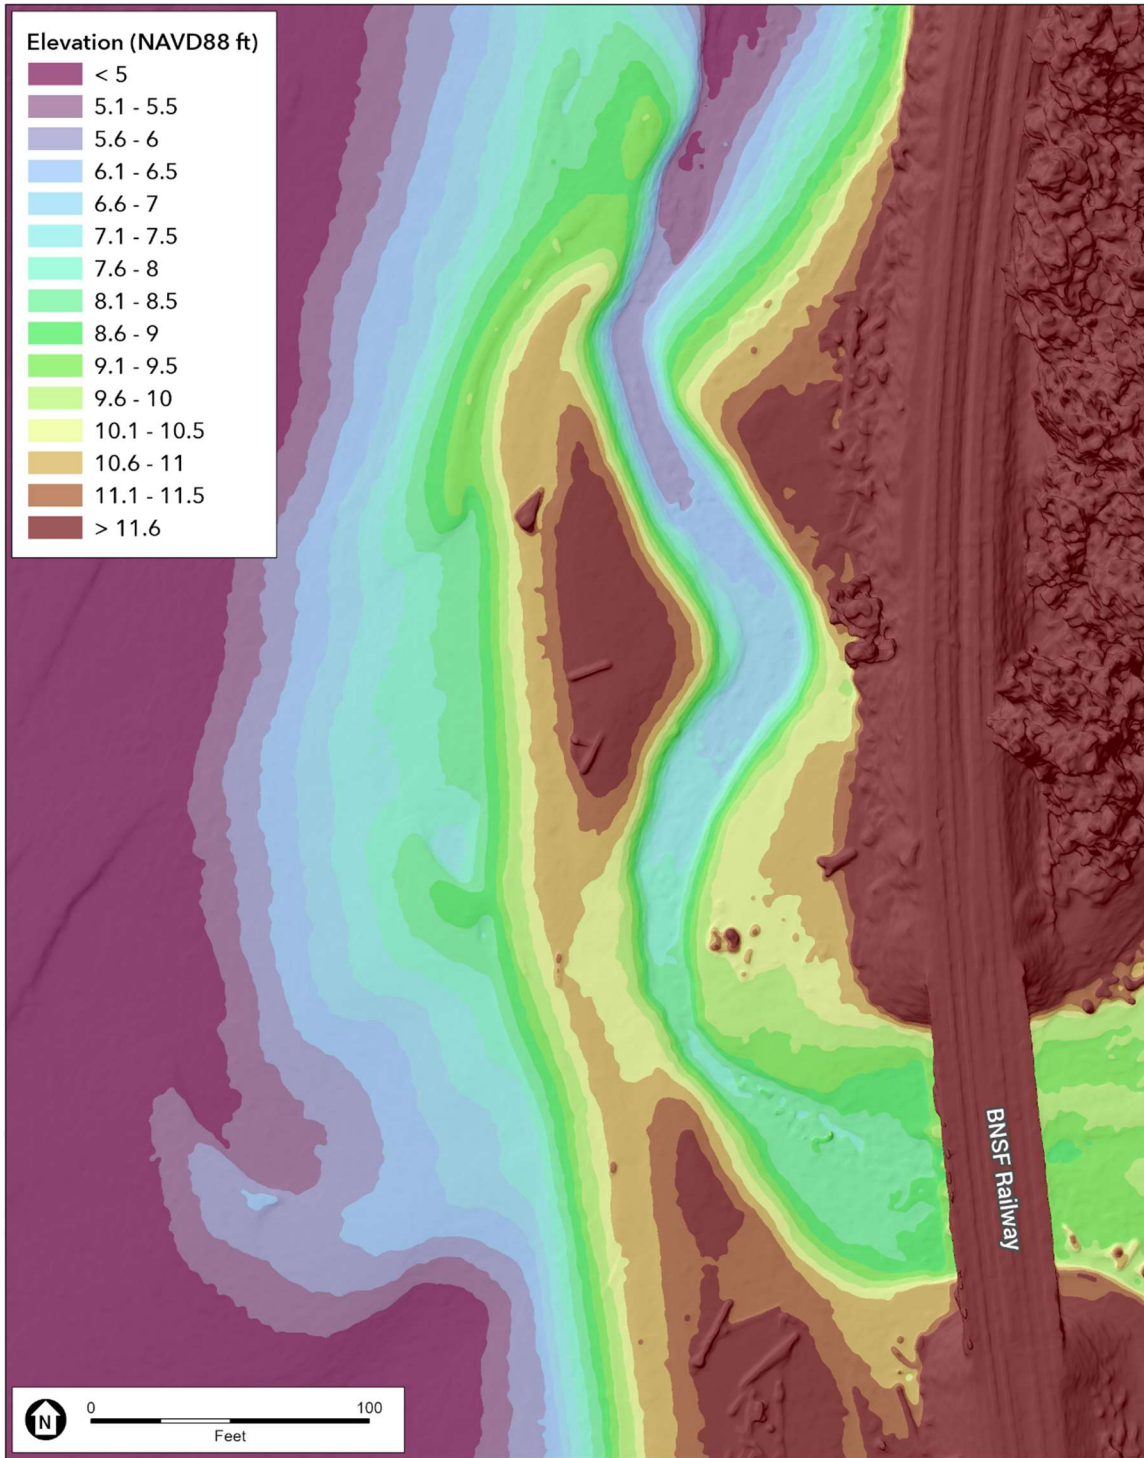 Elevation (NAVD88 ft)
< 5
5.1 - 5.5
5.6 - 6
6.1 - 6.5
6.6 - 7
7.1 - 7.5
7.6 - 8
8.1 - 8.5
8.6 - 9
9.1 - 9.5
9.6 - 10
10.1 - 10.5
10.6 - 11
11.1 - 11.5
> 11.6
BNSF Railway
N
0 100
Feet